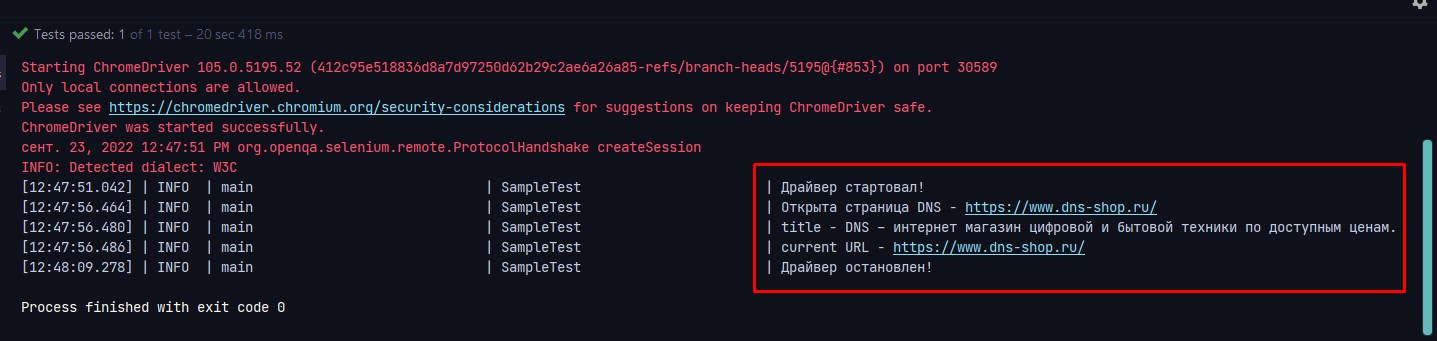 Tests passed: 1 of 1 test – 20 sec 418 ms
Starting ChromeDriver 105.0.5195.52 (412c95e518836d8a7d97250d62b29c2ae6a26a85-refs/branch-heads/5195@{#853}) on port 30589
Only local connections are allowed.
Please see https://chromedriver.chromium.org/security-considerations for suggestions on keeping ChromeDriver safe.
ChromeDriver was started successfully.
сент. 23, 2022 12:47:51 PM org.openqa.selenium.remote.ProtocolHandshake createSession
INFO: Detected dialect: W3C
[12:47:51.042] | INFO | main | SampleTest | Драйвер стартовал!
[12:47:56.464] | INFO | main | SampleTest | Открыта страница DNS - https://www.dns-shop.ru/
[12:47:56.480] | INFO | main | SampleTest | title - DNS – интернет магазин цифровой и бытовой техники по доступным ценам.
[12:47:56.486] | INFO | main | SampleTest | current URL - https://www.dns-shop.ru/
[12:48:09.278] | INFO | main | SampleTest | Драйвер остановлен!
Process finished with exit code 0